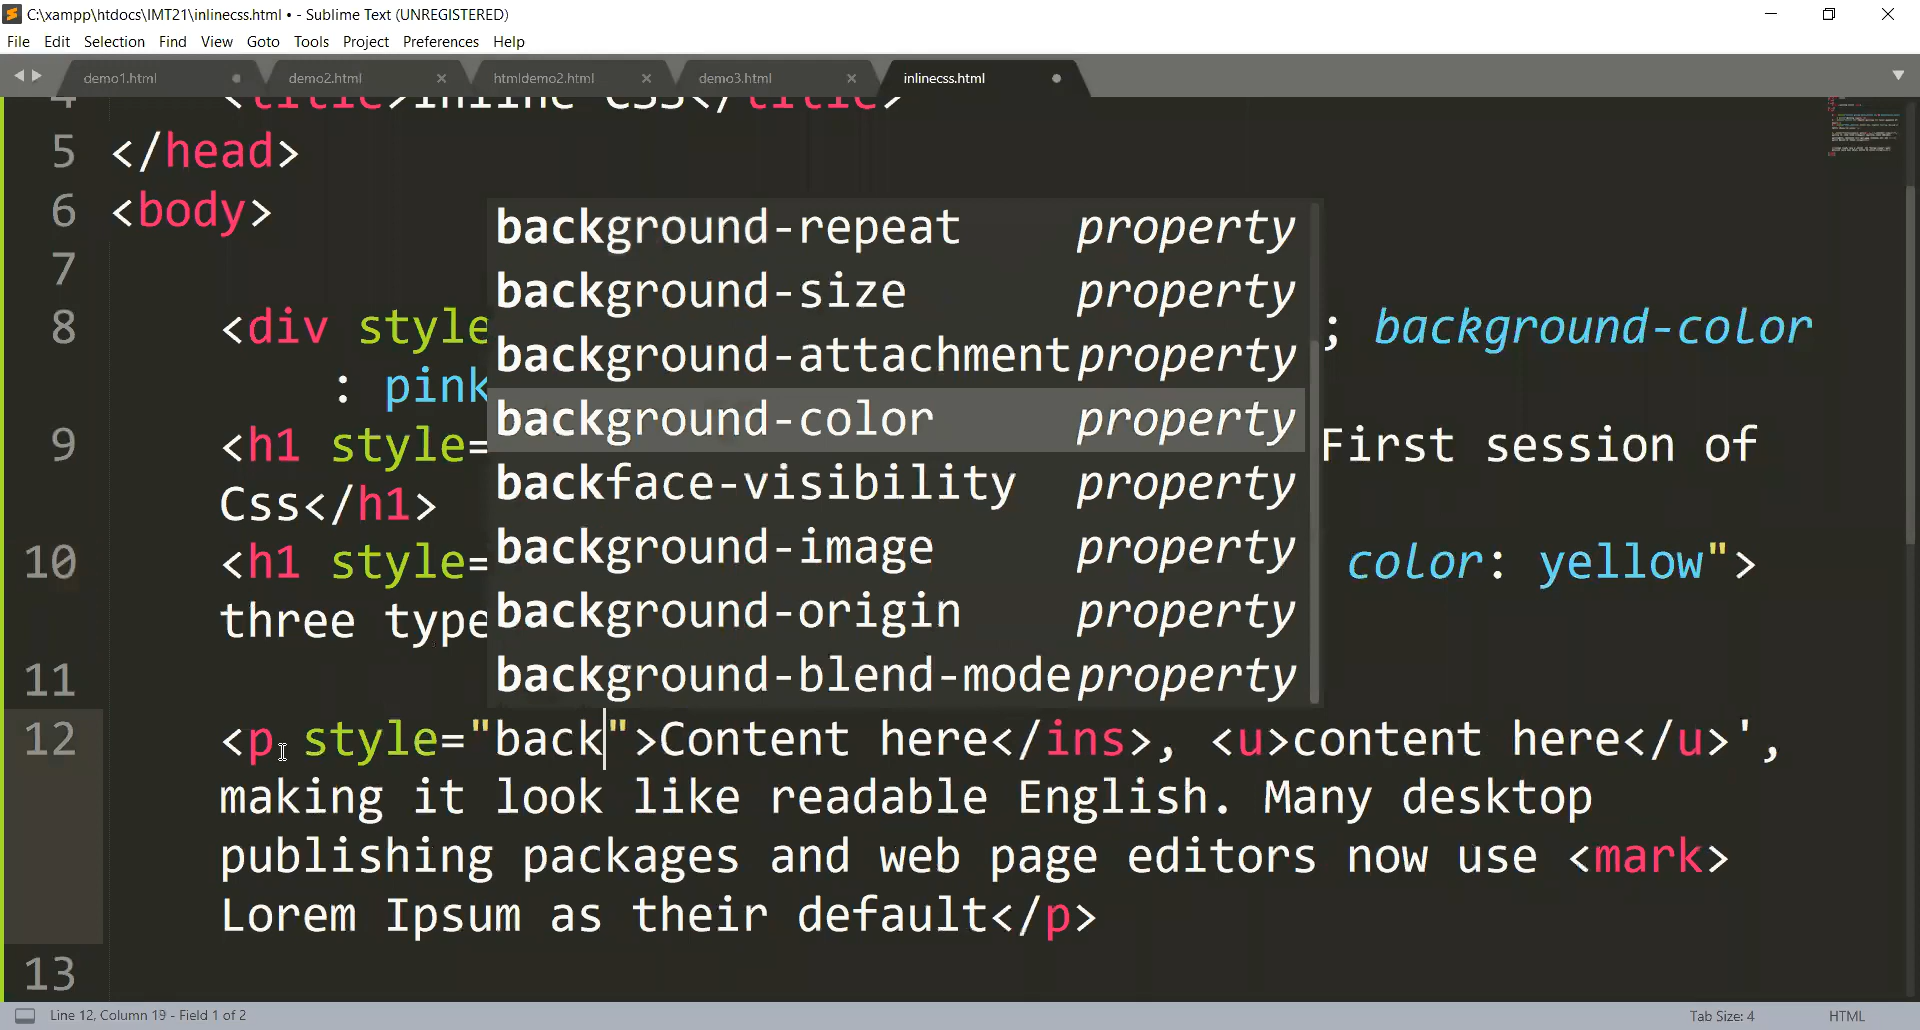 C:\xampp\htdocs\IMT21\inlinecss.html • - Sublime Text (UNREGISTERED)
File Edit Selection Find View Goto Tools Project Preferences Help
demo1.html demo2.html htmldemo2.html demo3.html inlinecss.html
4 <title>Inline CSS</title>
5 </head>
6 <body>
7
8 <div style ; background-color
: pink
9 <h1 style= First session of
Css</h1>
10 <h1 style= color: yellow">
three type
11
background-repeat property
background-size property
background-attachment property
background-color property
backface-visibility property
background-image property
background-origin property
background-blend-mode property
12 <p style="back">Content here</ins>, <u>content here</u>',
making it look like readable English. Many desktop
publishing packages and web page editors now use <mark>
Lorem Ipsum as their default</p>
13
Line 12, Column 19 - Field 1 of 2 Tab Size: 4 HTML